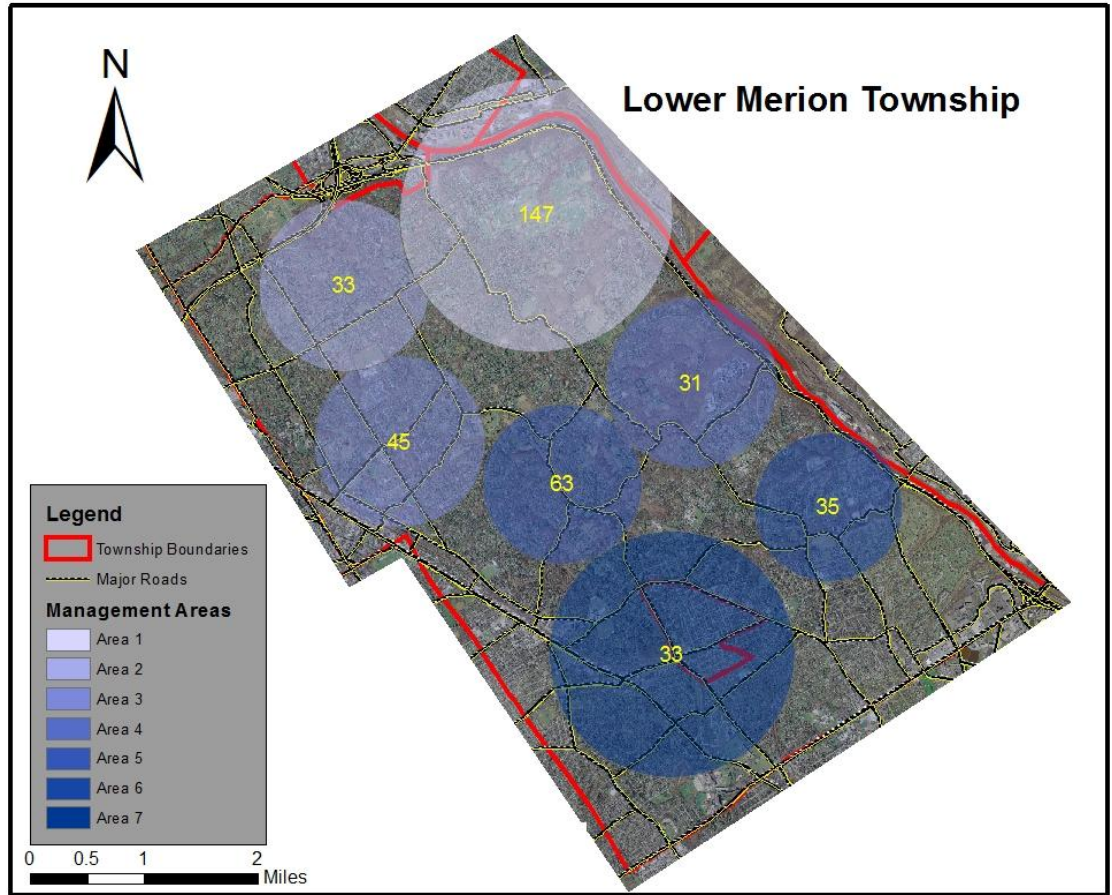 N
Lower Merion Township
147
33
31
45
63
35
33
Legend
Township Boundaries
Major Roads
Management Areas
Area 1
Area 2
Area 3
Area 4
Area 5
Area 6
Area 7
0 0.5 1 2
Miles